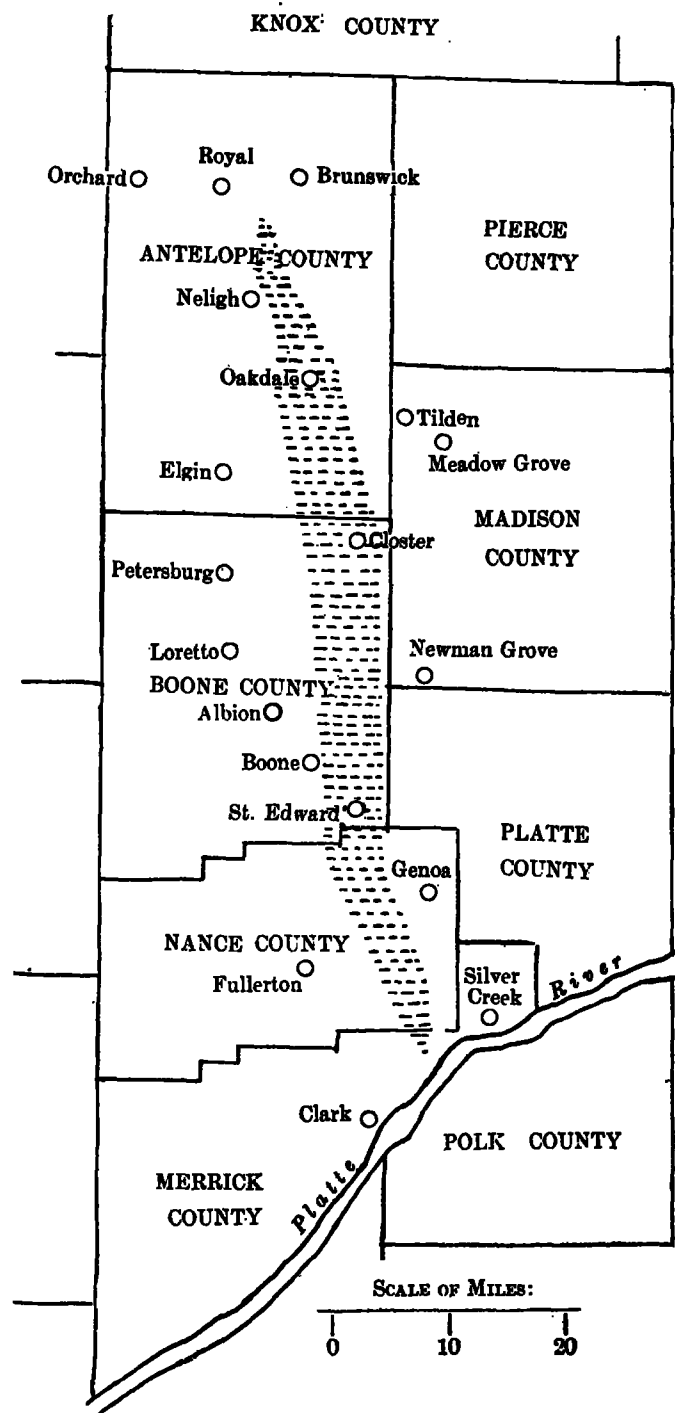 KNOX COUNTY
Royal
Orchard
Brunswick
ANTELOPE COUNTY
PIERCE
COUNTY
Neligh
Oakdale
Tilden
Meadow Grove
Elgin
MADISON
COUNTY
Closter
Petersburg
Newman Grove
Loretto
BOONE COUNTY
Albion
Boone
St. Edward
PLATTE
COUNTY
Genoa
NANCE COUNTY
Fullerton
Silver
Creek
Platte River
Clark
POLK COUNTY
MERRICK
COUNTY
SCALE OF MILES:
0 10 20